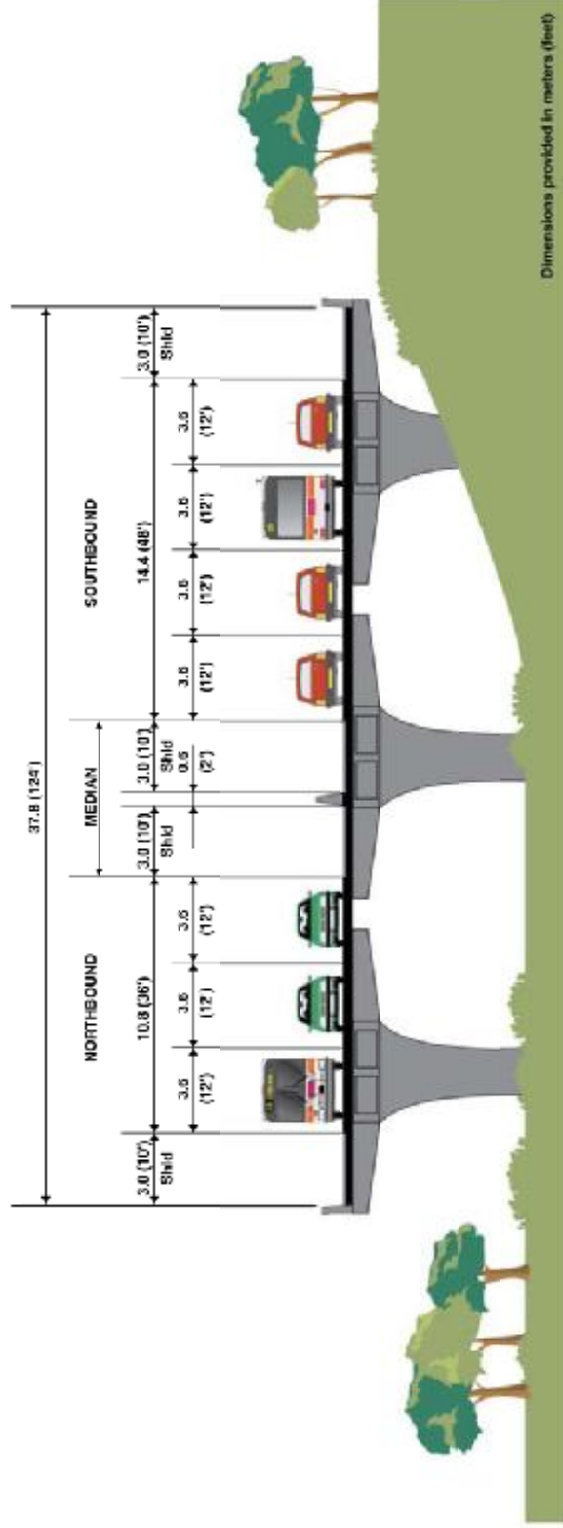 37.8 (124')
NORTHBOUND
MEDIAN
SOUTHBOUND
3.0 (10')
Shld
10.8 (36')
3.0 (10')
Shld
3.0 (10')
Shld
14.4 (48')
3.0 (10')
Shld
3.6
(12')
3.6
(12')
3.6
(12')
0.6
(2')
3.6
(12')
3.6
(12')
3.6
(12')
3.6
(12')
Dimensions provided in meters (feet)